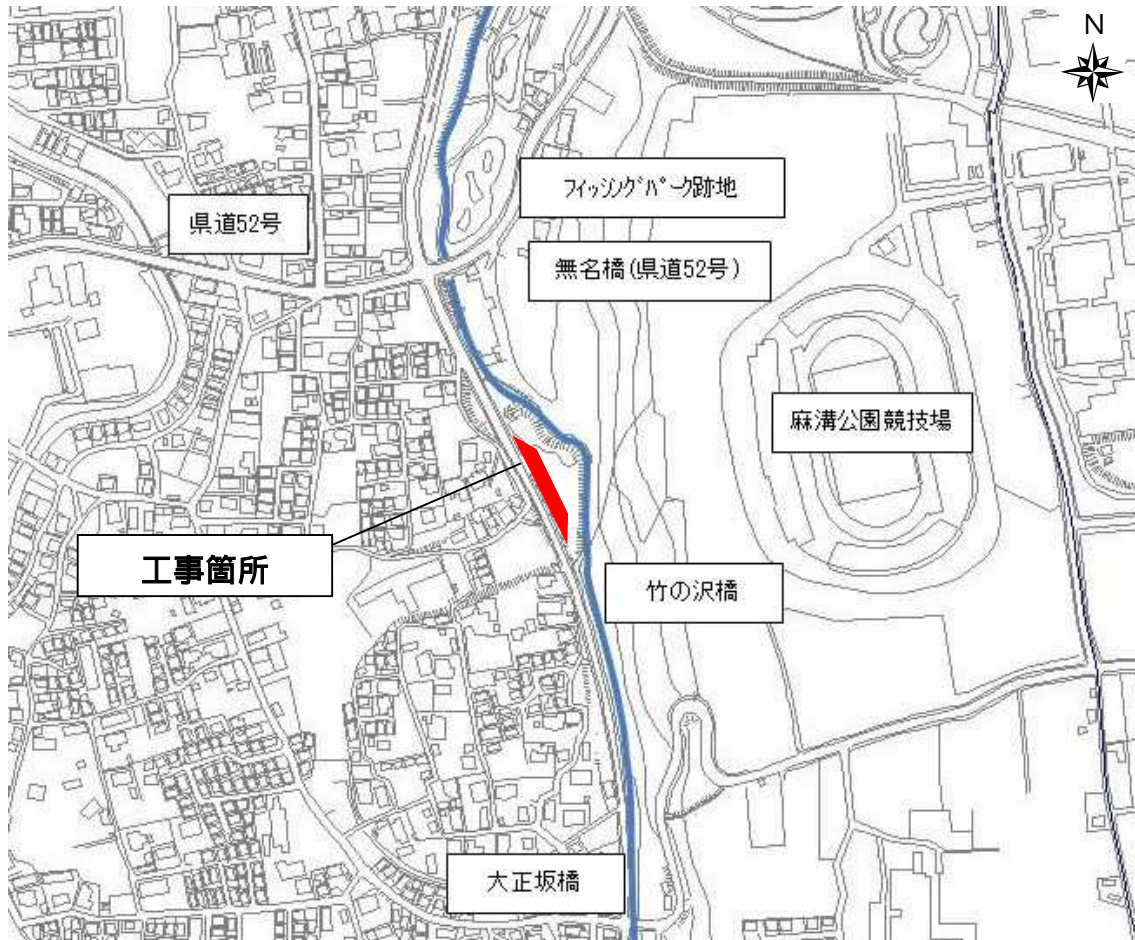 N
フィッシングパーク跡地
県道52号
無名橋(県道52号)
麻溝公園競技場
工事箇所
竹の沢橋
大正坂橋